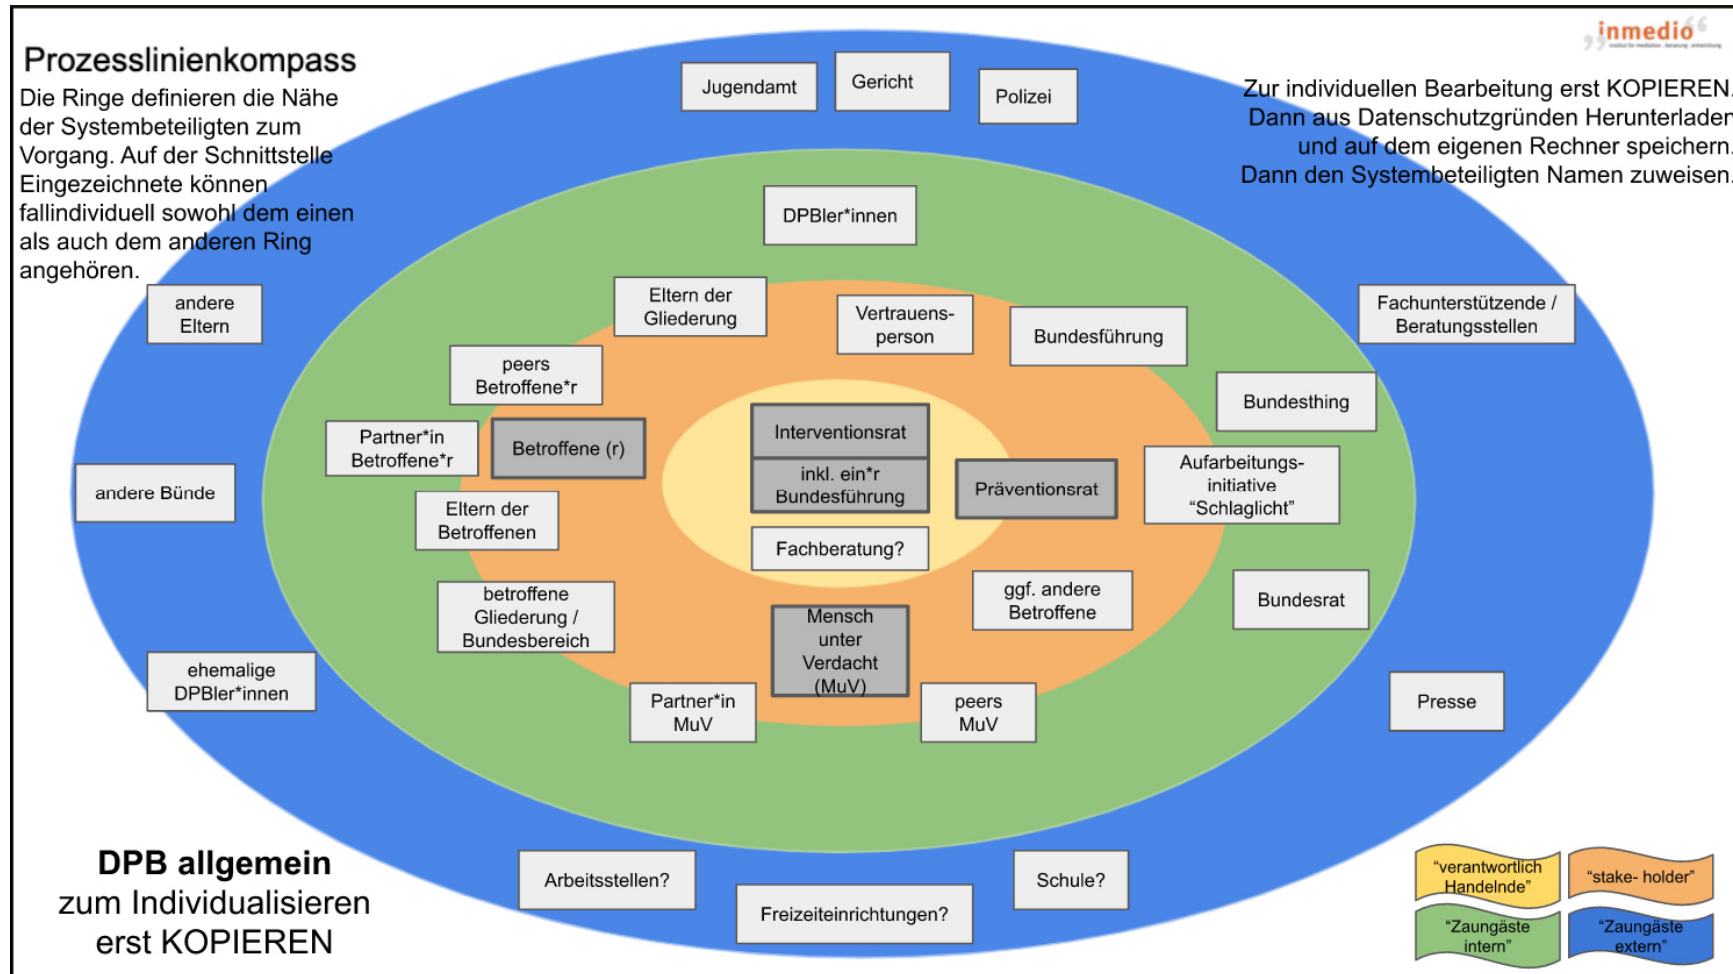 „inmedio“
institut für mediation . beratung . entwicklung
Prozesslinienkompass
Die Ringe definieren die Nähe
der Systembeteiligten zum
Vorgang. Auf der Schnittstelle
Eingezeichnete können
fallindividuell sowohl dem einen
als auch dem anderen Ring
angehören.
Zur individuellen Bearbeitung erst KOPIEREN.
Dann aus Datenschutzgründen Herunterladen
und auf dem eigenen Rechner speichern.
Dann den Systembeteiligten Namen zuweisen.
Jugendamt
Gericht
Polizei
DPBler*innen
andere
Eltern
Eltern der
Gliederung
Vertrauens-
person
Bundesführung
Fachunterstützende /
Beratungsstellen
peers
Betroffene*r
Bundesthing
Partner*in
Betroffene*r
Betroffene (r)
Interventionsrat
inkl. ein*r
Bundesführung
Präventionsrat
Aufarbeitungs-
initiative
“Schlaglicht”
andere Bünde
Eltern der
Betroffenen
Fachberatung?
betroffene
Gliederung /
Bundesbereich
Mensch
unter
Verdacht
(MuV)
ggf. andere
Betroffene
Bundesrat
ehemalige
DPBler*innen
Partner*in
MuV
peers
MuV
Presse
Arbeitsstellen?
Freizeiteinrichtungen?
Schule?
DPB allgemein
zum Individualisieren
erst KOPIEREN
“verantwortlich
Handelnde”
“stake- holder”
“Zaungäste
intern”
“Zaungäste
extern”